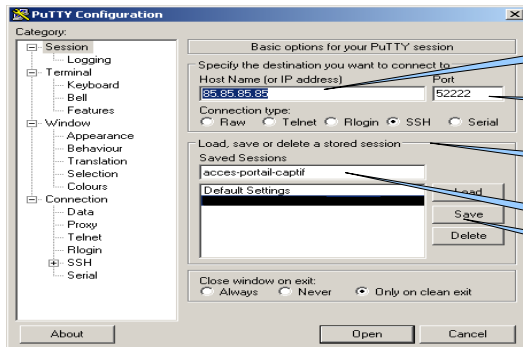 PuTTY Configuration
Category:
Session
Logging
Terminal
Keyboard
Bell
Features
Window
Appearance
Behaviour
Translation
Selection
Colours
Connection
Data
Proxy
Telnet
Rlogin
SSH
Serial
Basic options for your PuTTY session
Specify the destination you want to connect to
Host Name (or IP address) Port
85.85.85.85 52222
Connection type:
Raw Telnet Rlogin SSH Serial
Load, save or delete a stored session
Saved Sessions
acces-portail-captif
Default Settings
Load
Save
Delete
Close window on exit:
Always Never Only on clean exit
About Open Cancel